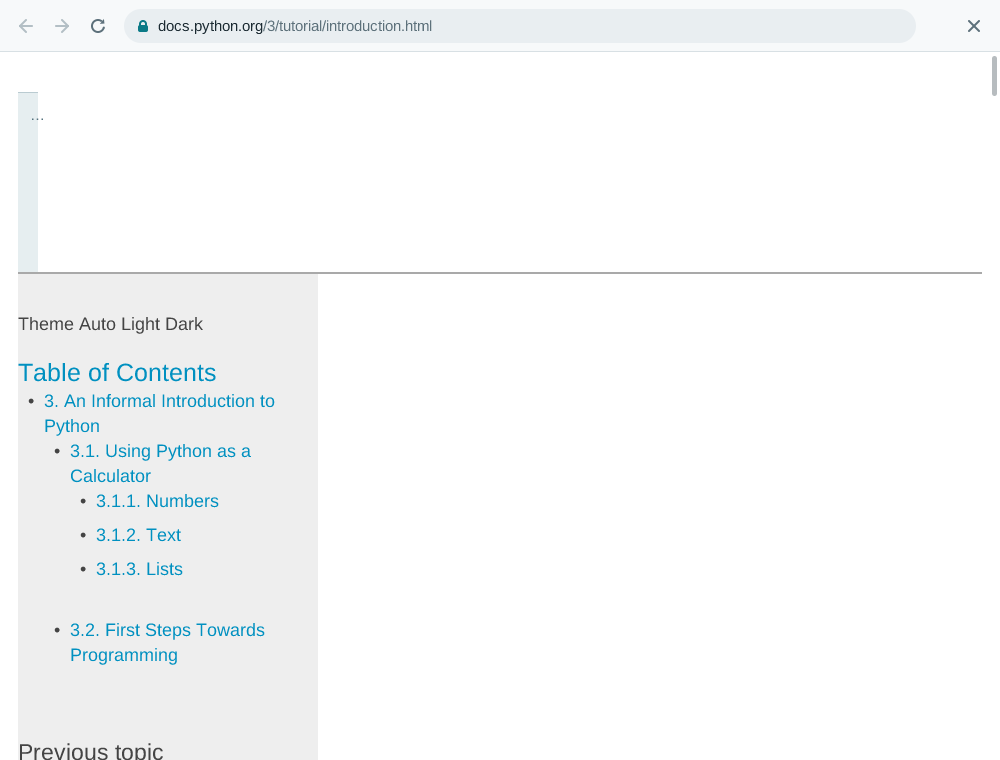 docs.python.org/3/tutorial/introduction.html
...
Theme Auto Light Dark
Table of Contents
• 3. An Informal Introduction to
Python
• 3.1. Using Python as a
Calculator
• 3.1.1. Numbers
• 3.1.2. Text
• 3.1.3. Lists
• 3.2. First Steps Towards
Programming
Previous topic